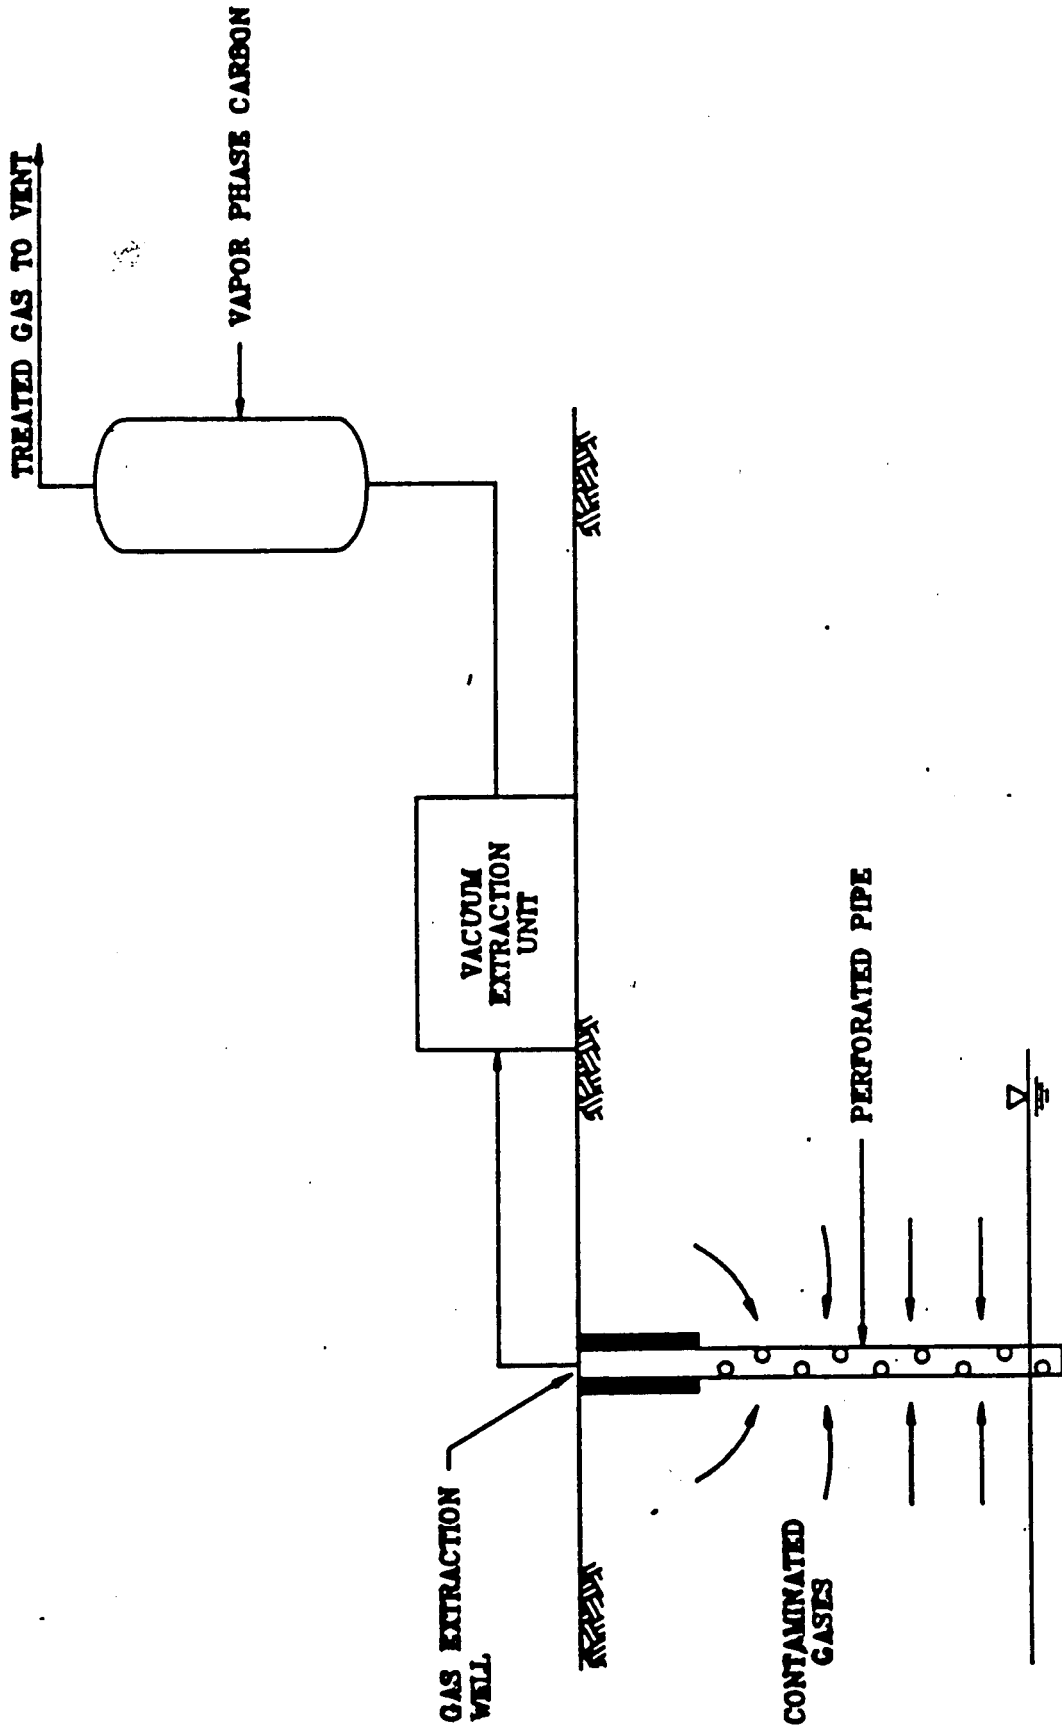 TREATED GAS TO VENT
VAPOR PHASE CARBON
VACUUM
EXTRACTION
UNIT
GAS EXTRACTION
WELL
PERFORATED PIPE
CONTAMINATED
GASES